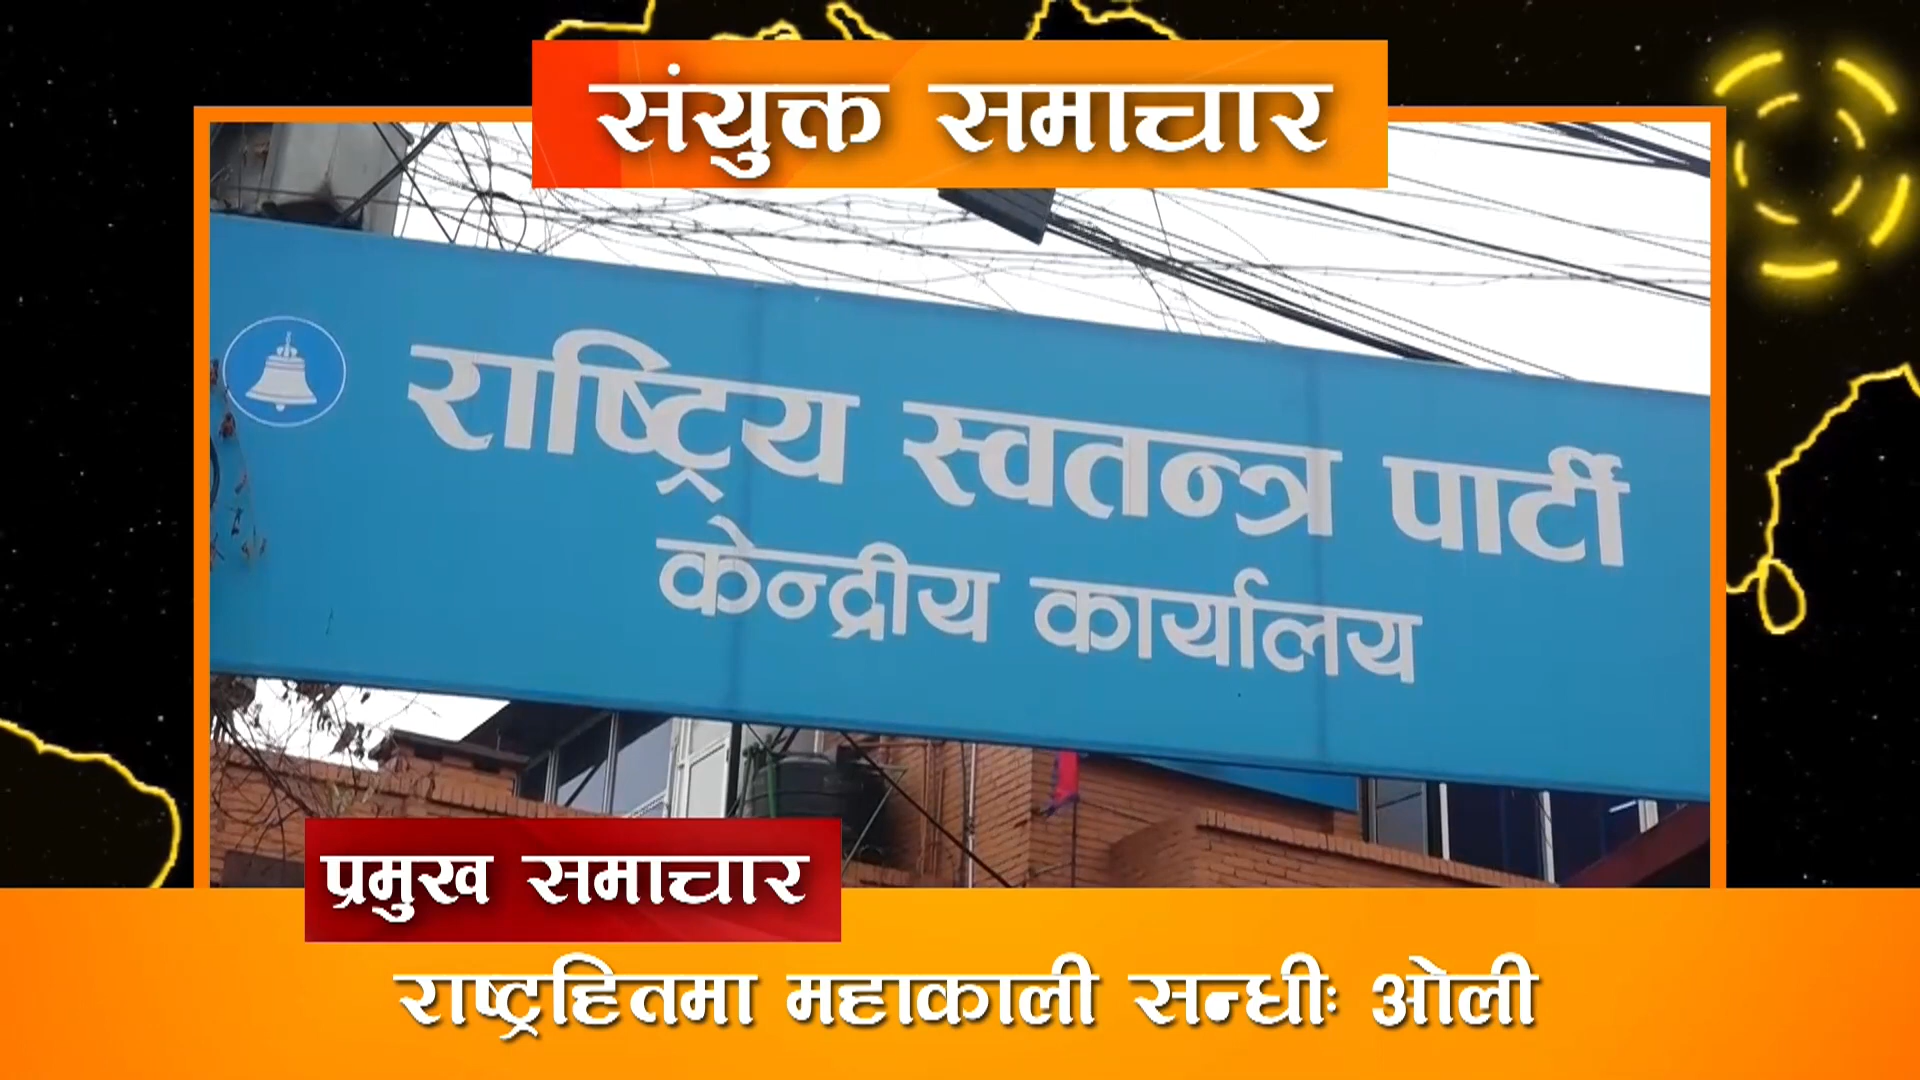 संयुक्त समाचार
राष्ट्रिय स्वतन्त्र पार्टी
केन्द्रीय कार्यालय
प्रमुख समाचार
राष्ट्रहितमा महाकाली सन्धीः ओली